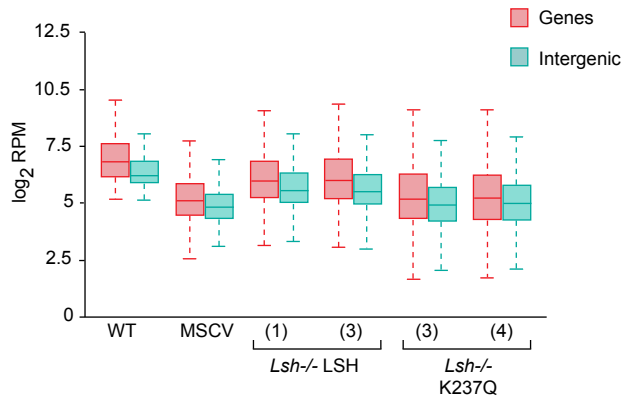 12.5
Genes
Intergenic
10.5
7.5
log2 RPM
5
2.5
0
WT MSCV (1) (3) (3) (4)
Lsh-/- LSH Lsh-/-
K237Q